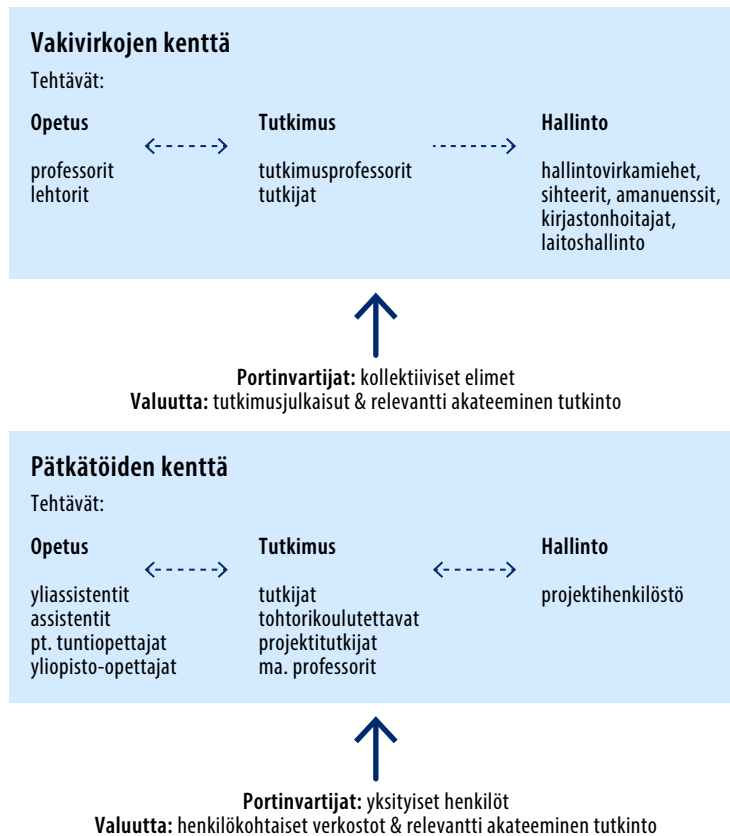 Vakivirkojen kenttä
Tehtävät:
Opetus
professorit
lehtorit
Tutkimus
tutkimusprofessorit
tutkijat
Hallinto
hallintovirkamiehet,
sihteerit, amanuenssit,
kirjastonhoitajat,
laitoshallinto
Portinvartijat: kollektiiviset elimet
Valuutta: tutkimusjulkaisut & relevantti akateeminen tutkinto
Pätkätöiden kenttä
Tehtävät:
Opetus
yliassistentit
assistentit
pt. tuntiopettajat
yliopisto-opettajat
Tutkimus
tutkijat
tohtorikoulutettavat
projektitutkijat
ma. professorit
Hallinto
projektihenkilöstö
Portinvartijat: yksityiset henkilöt
Valuutta: henkilökohtaiset verkostot & relevantti akateeminen tutkinto